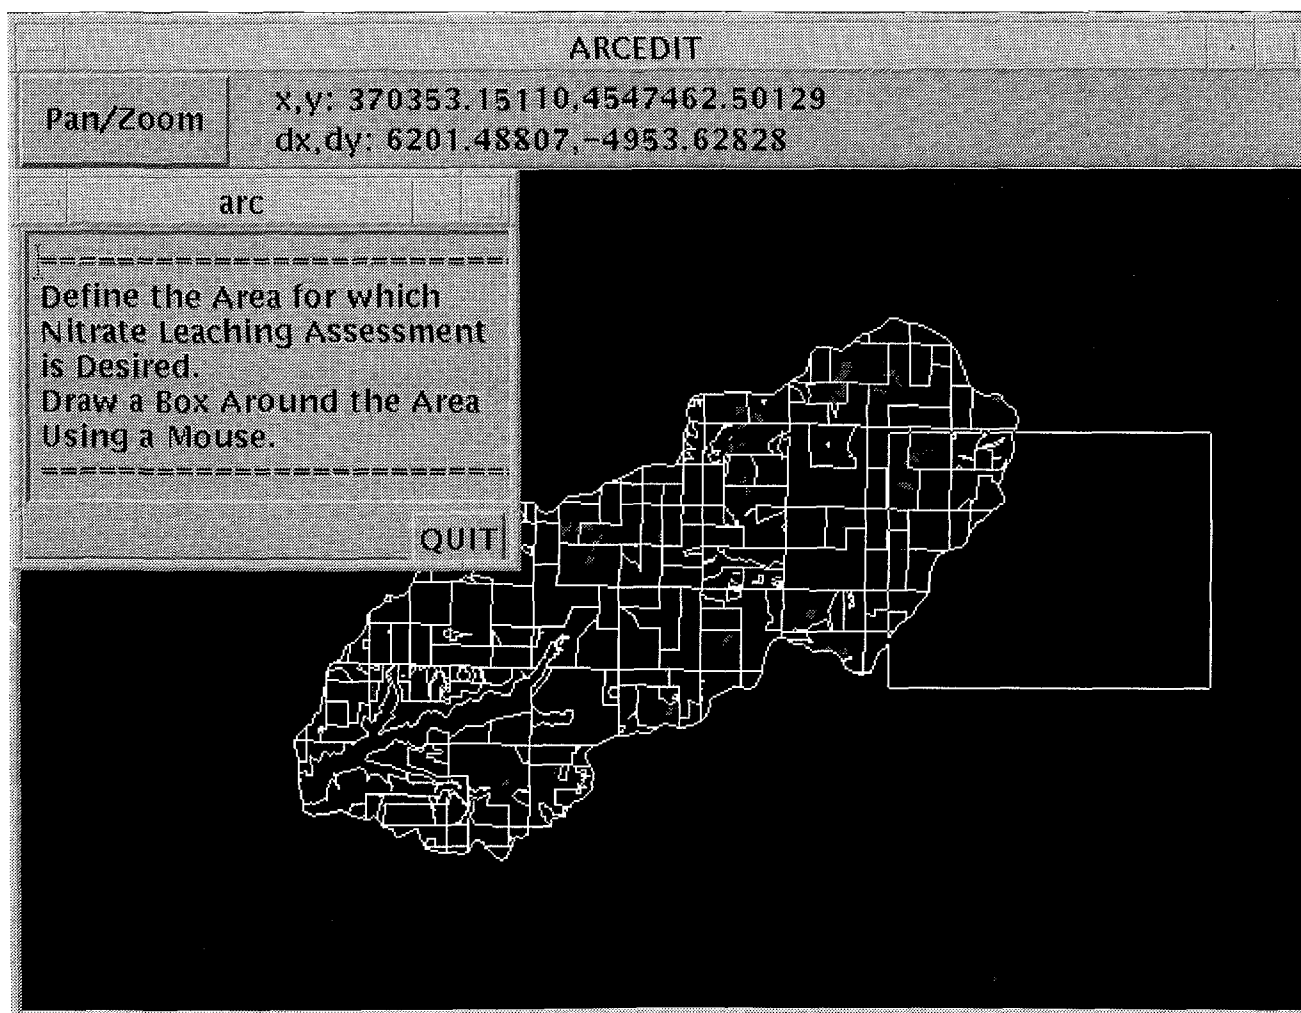 ARCEDIT
Pan/Zoom
x,y: 370353.15110,4547462.50129
dx,dy: 6201.48807,-4953.62828
arc
==========================
Define the Area for which
Nitrate Leaching Assessment
is Desired.
Draw a Box Around the Area
Using a Mouse.
==========================
QUIT